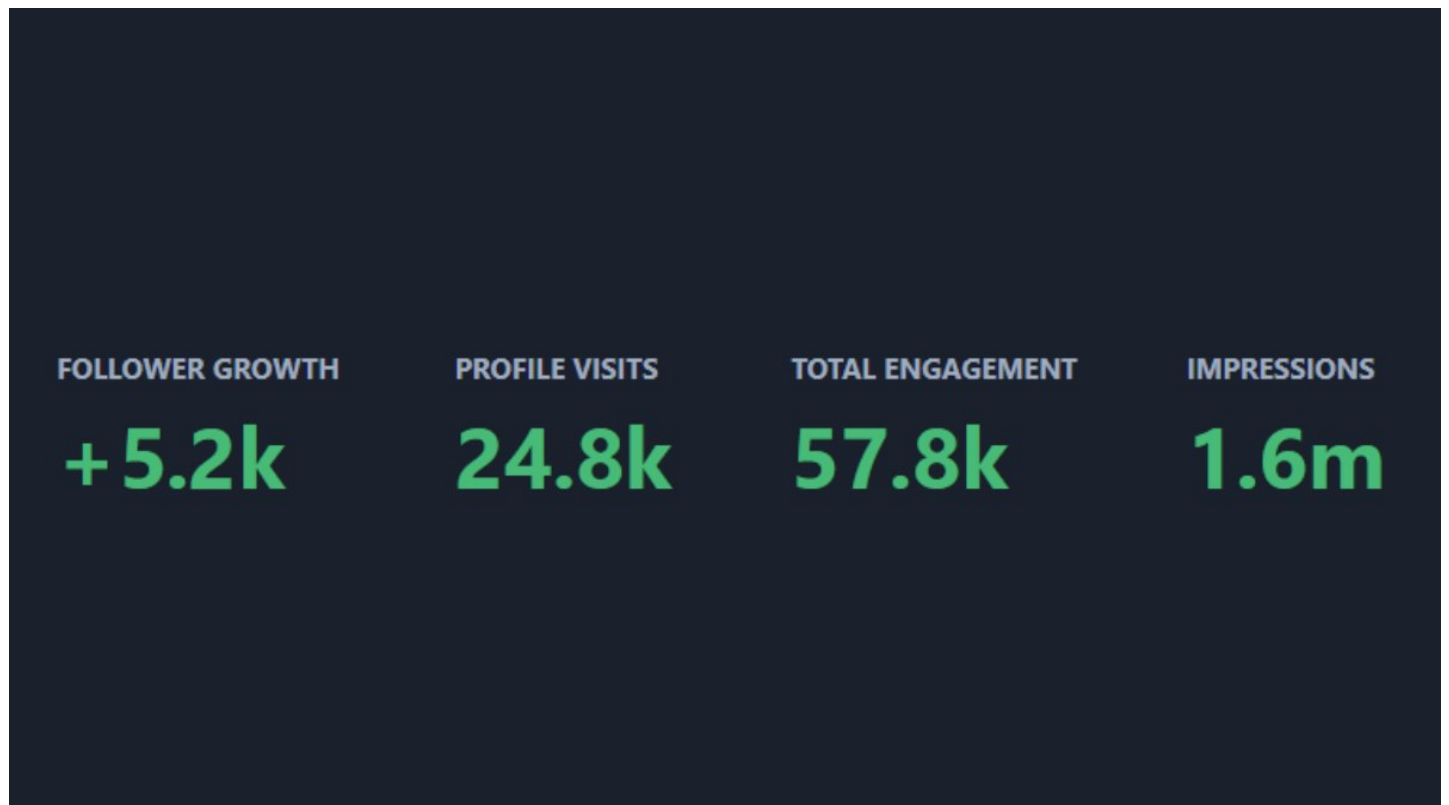 FOLLOWER GROWTH PROFILE VISITS TOTAL ENGAGEMENT IMPRESSIONS
+5.2k 24.8k 57.8k 1.6m